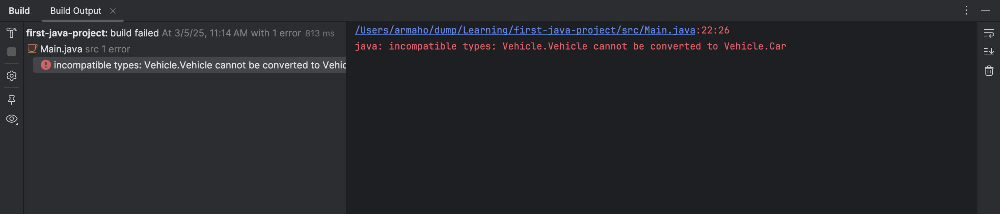 Build Build Output
first-java-project: build failed At 3/5/25, 11:14 AM with 1 error 813 ms
Main.java src 1 error
incompatible types: Vehicle.Vehicle cannot be converted to Vehic
/Users/armaho/dump/Learning/first-java-project/src/Main.java:22:26
java: incompatible types: Vehicle.Vehicle cannot be converted to Vehicle.Car